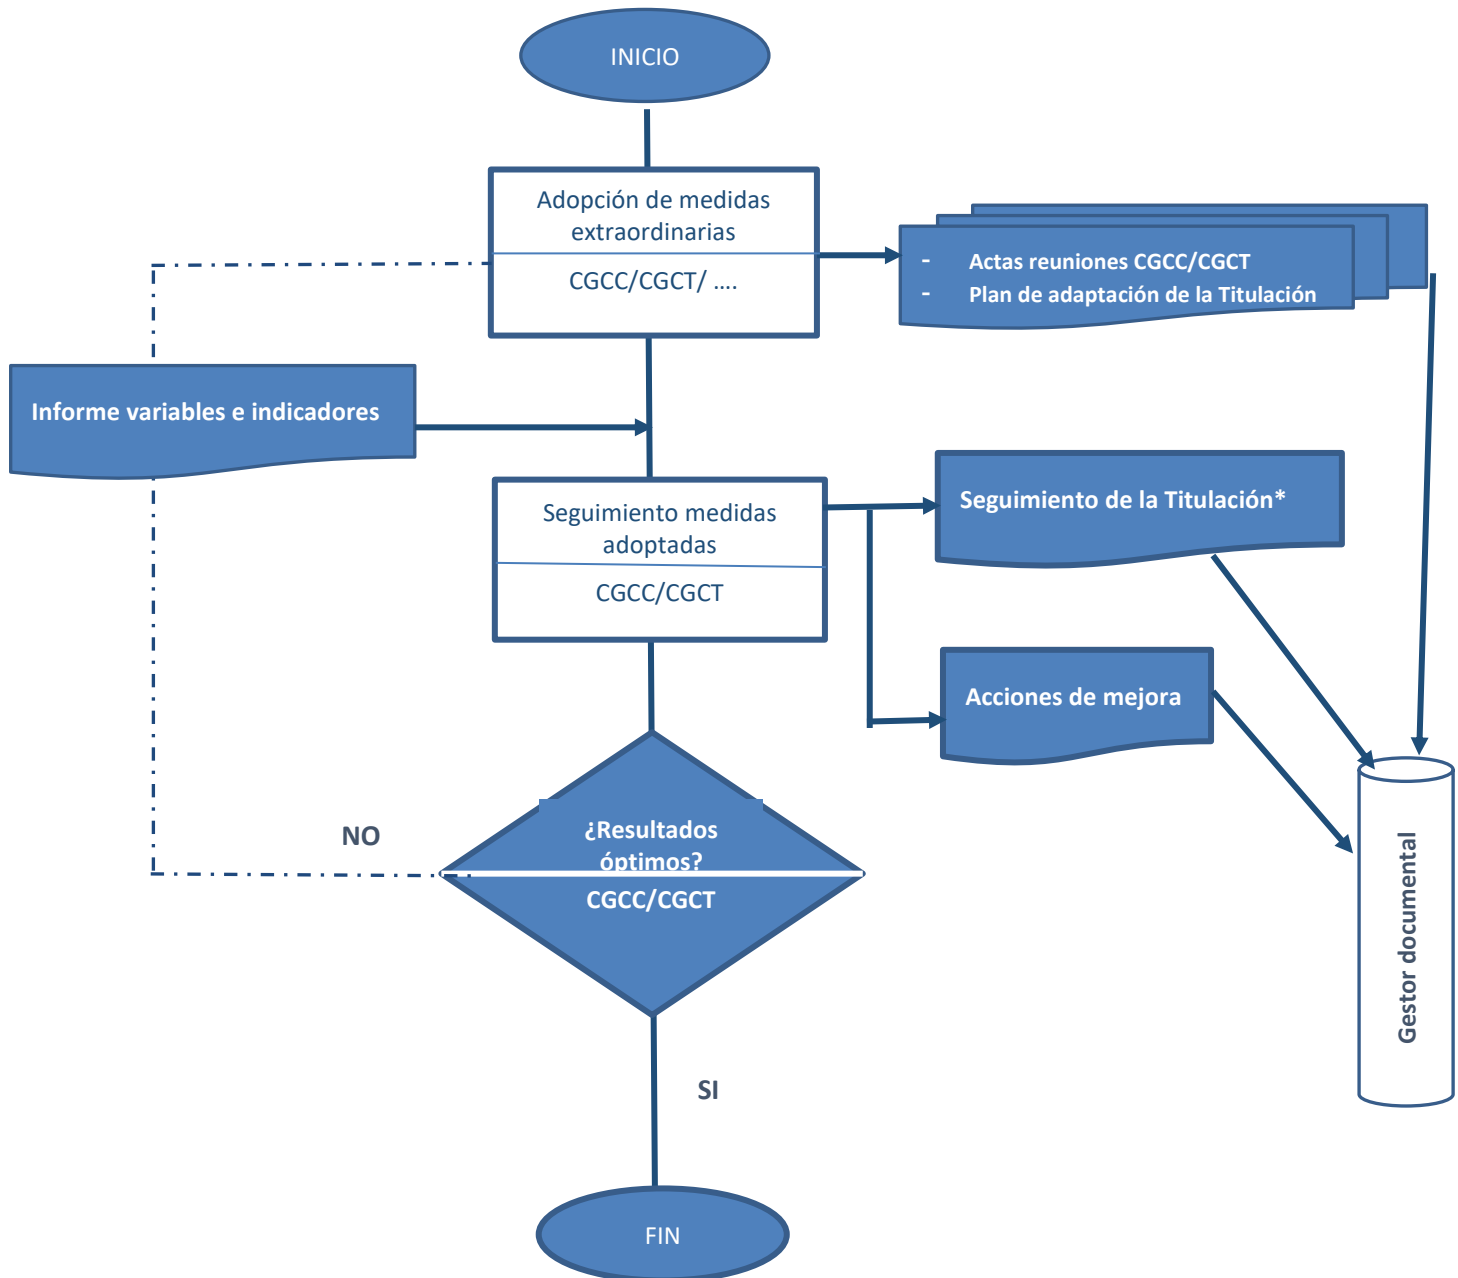 INICIO
Adopción de medidas
extraordinarias
CGCC/CGCT/ ....
- Actas reuniones CGCC/CGCT
- Plan de adaptación de la Titulación
Informe variables e indicadores
Seguimiento medidas
adoptadas
CGCC/CGCT
Seguimiento de la Titulación*
Acciones de mejora
¿Resultados
óptimos?
CGCC/CGCT
NO
Gestor documental
SI
FIN